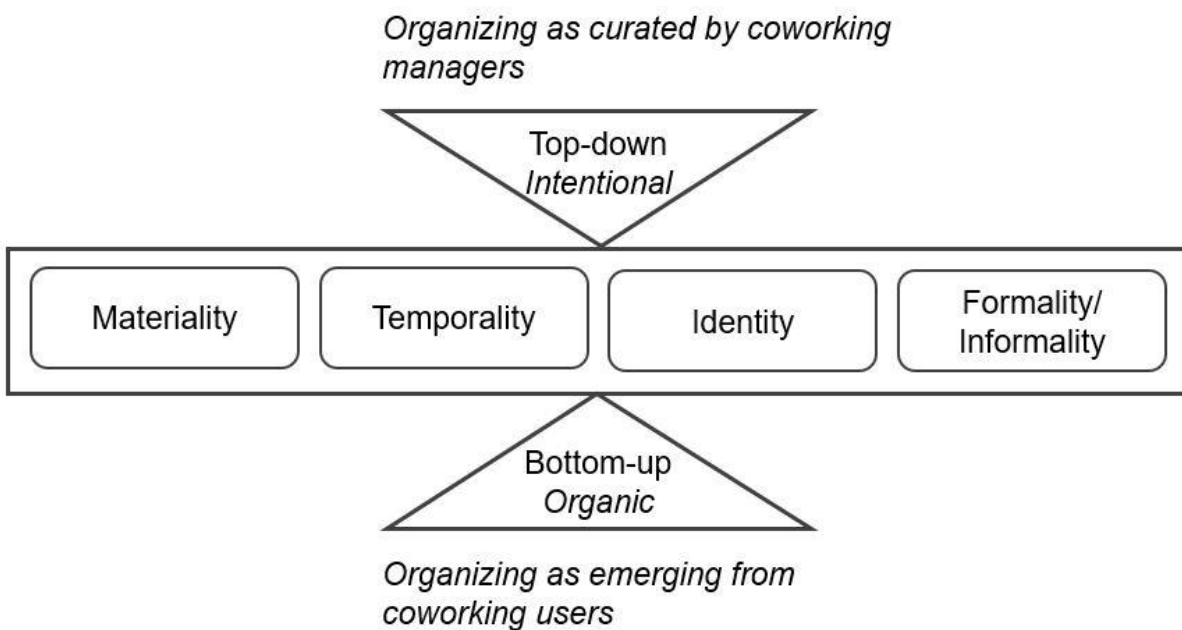 Organizing as curated by coworking
managers
Top-down
Intentional
Materiality
Temporality
Identity
Formality/
Informality
Bottom-up
Organic
Organizing as emerging from
coworking users